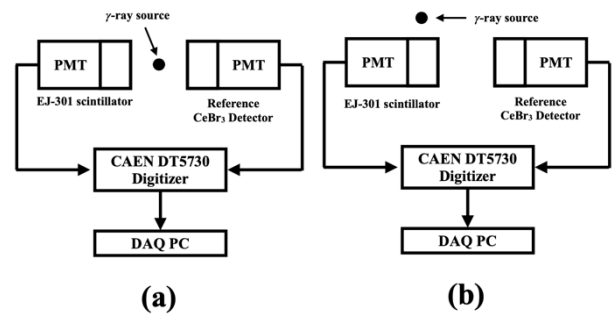 γ-ray source
PMT
PMT
EJ-301 scintillator
Reference
CeBr₃ Detector
CAEN DT5730
Digitizer
DAQ PC
(a)
γ-ray source
PMT
PMT
EJ-301 scintillator
Reference
CeBr₃ Detector
CAEN DT5730
Digitizer
DAQ PC
(b)